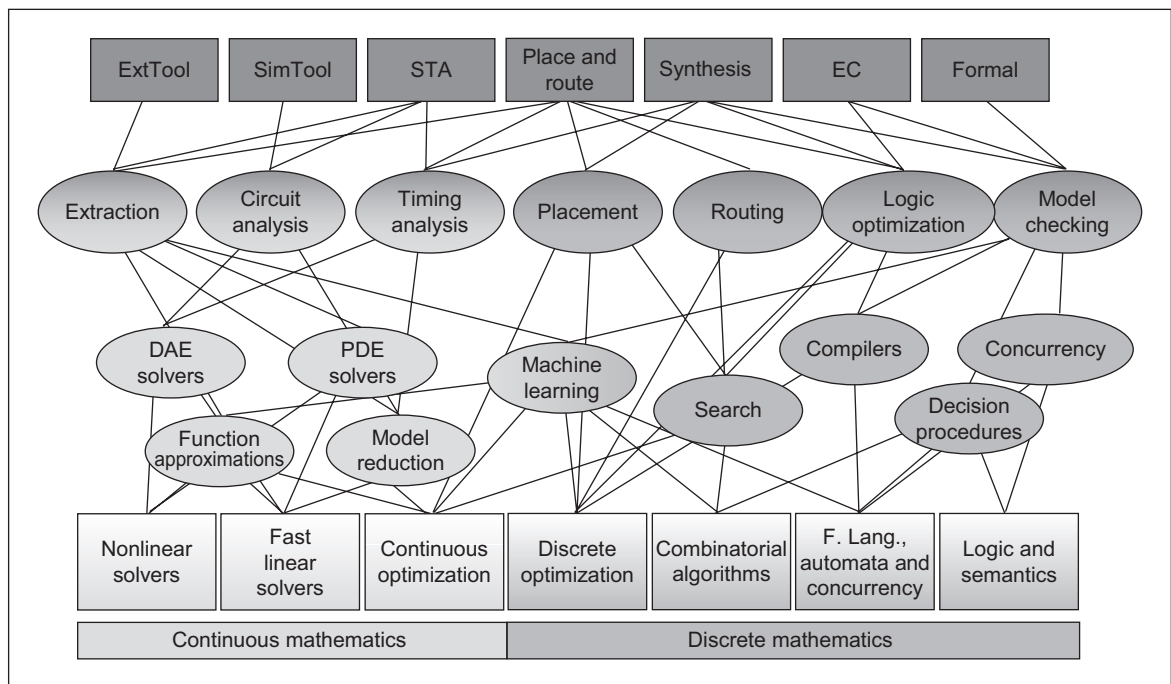 ExtTool
SimTool
STA
Place and
route
Synthesis
EC
Formal
Extraction
Circuit
analysis
Timing
analysis
Placement
Routing
Logic
optimization
Model
checking
DAE
solvers
PDE
solvers
Machine
learning
Compilers
Concurrency
Search
Decision
procedures
Function
approximations
Model
reduction
Nonlinear
solvers
Fast
linear
solvers
Continuous
optimization
Discrete
optimization
Combinatorial
algorithms
F. Lang.,
automata and
concurrency
Logic and
semantics
Continuous mathematics
Discrete mathematics